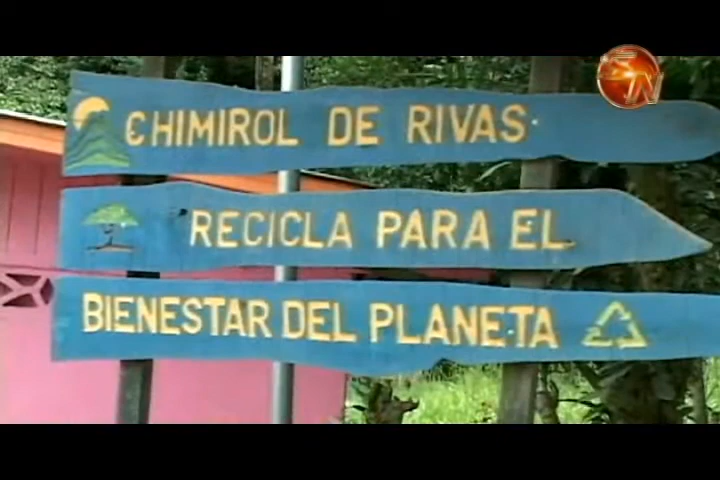 CHIMIROL DE RIVAS
RECICLA PARA EL
BIENESTAR DEL PLANETA